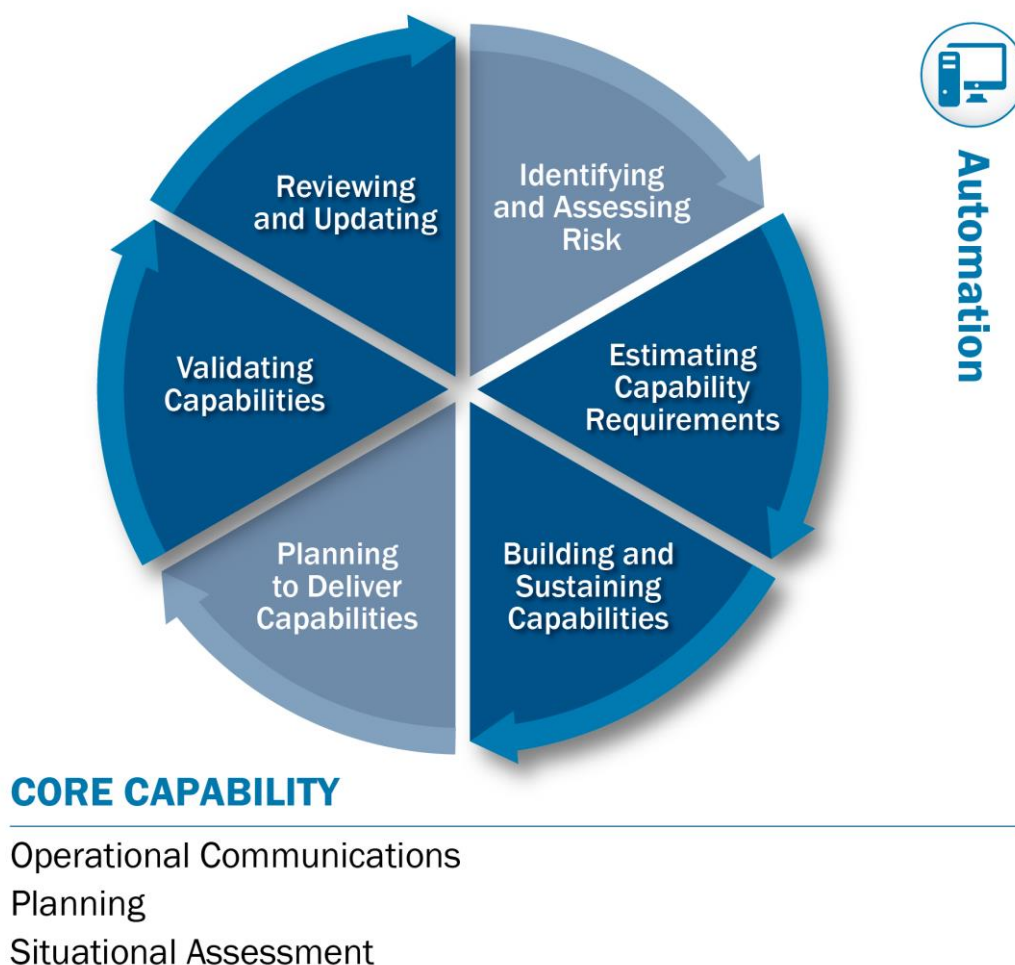 Reviewing
and Updating
Identifying
and Assessing
Risk
Automation
Validating
Capabilities
Estimating
Capability
Requirements
Planning
to Deliver
Capabilities
Building and
Sustaining
Capabilities
CORE CAPABILITY
Operational Communications
Planning
Situational Assessment